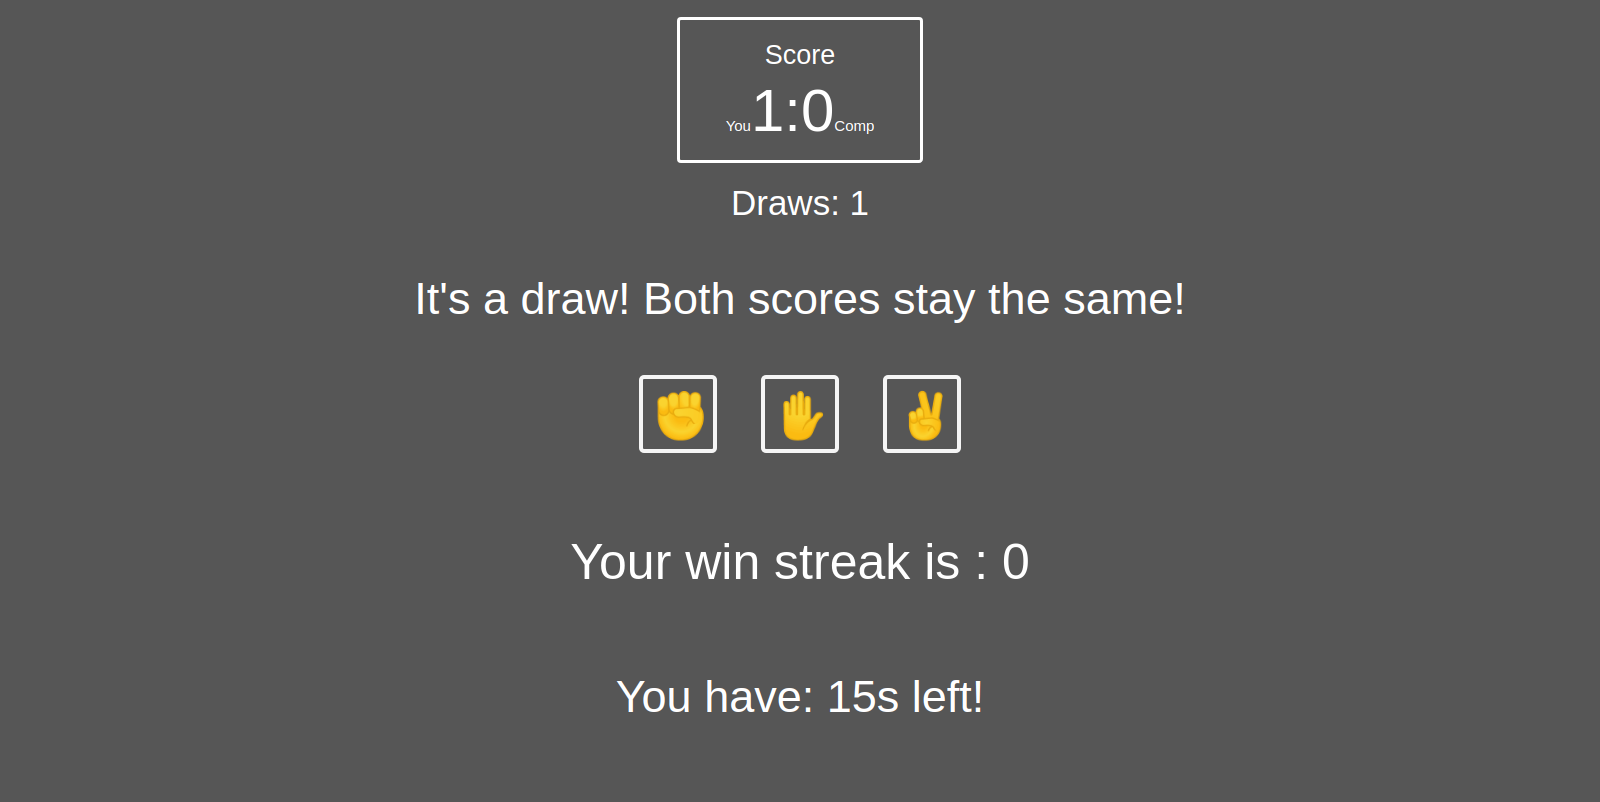 Score
You 1:0 Comp
Draws: 1
It's a draw! Both scores stay the same!
Your win streak is : 0
You have: 15s left!